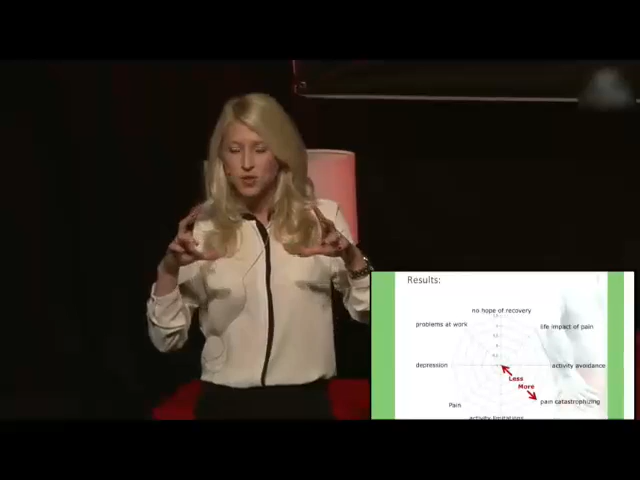 Results:
no hope of recovery
problems at work
life impact of pain
depression
activity avoidance
Less
More
Pain
pain catastrophizing
activity limitations